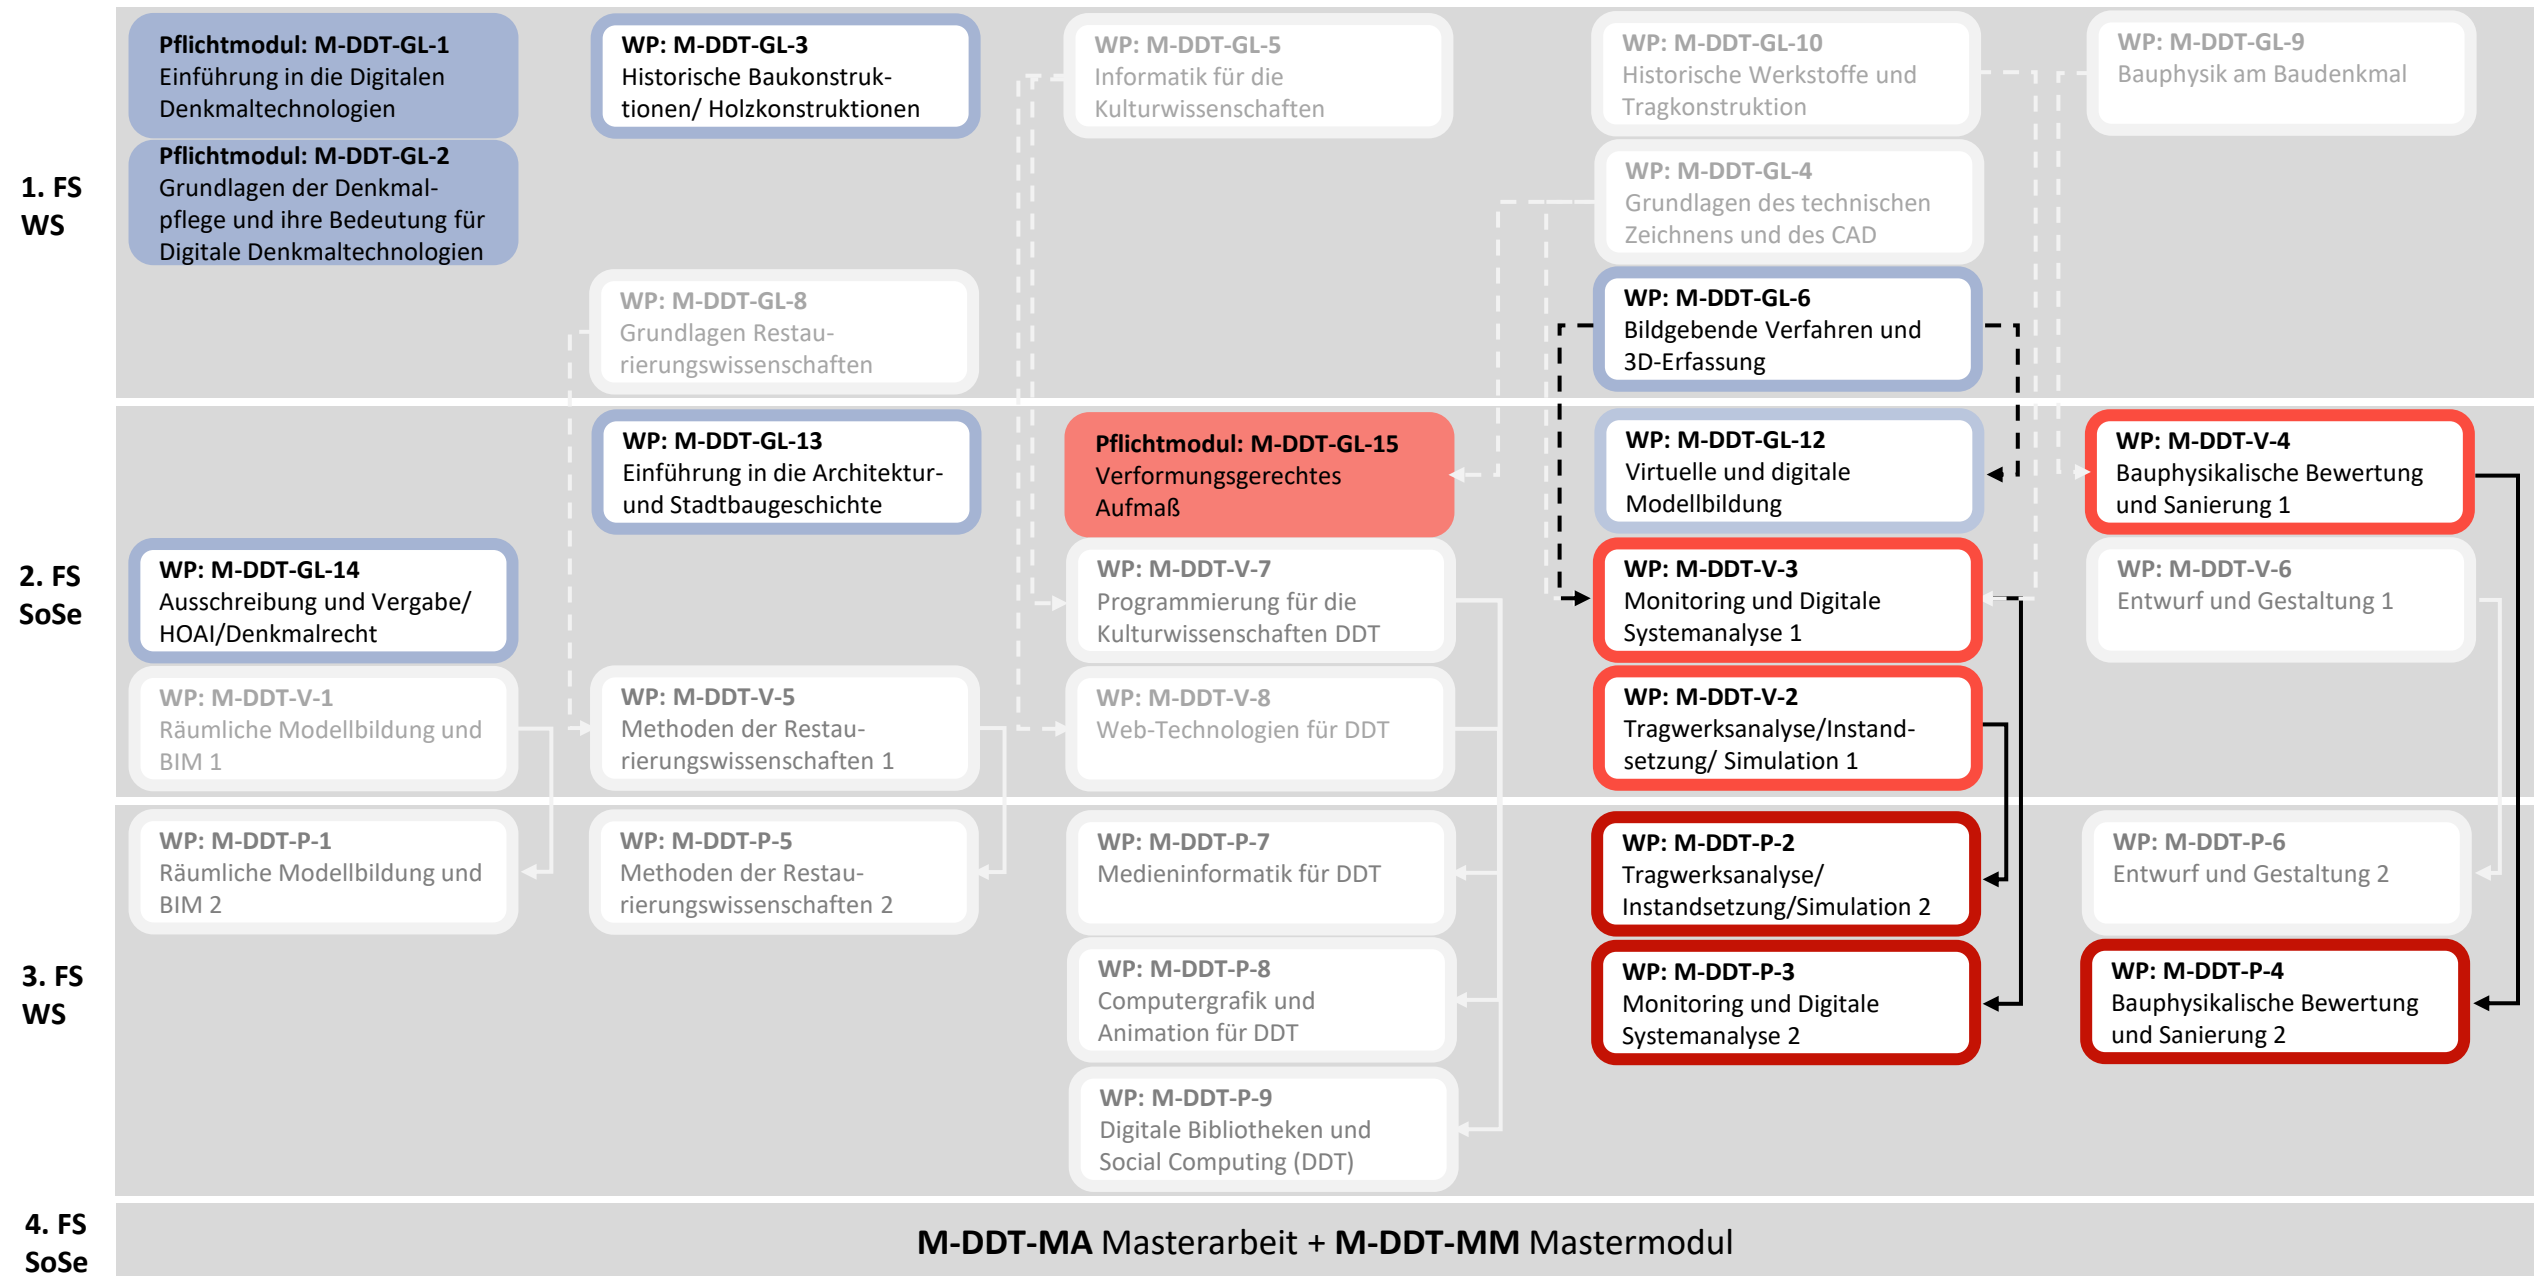 1. FS
WS
Pflichtmodul: M-DDT-GL-1
Einführung in die Digitalen
Denkmaltechnologien
Pflichtmodul: M-DDT-GL-2
Grundlagen der Denkmal-
pflege und ihre Bedeutung für
Digitale Denkmaltechnologien
WP: M-DDT-GL-3
Historische Baukonstruk-
tionen/ Holzkonstruktionen
WP: M-DDT-GL-8
Grundlagen Restau-
rierungswissenschaften
WP: M-DDT-GL-5
Informatik für die
Kulturwissenschaften
WP: M-DDT-GL-10
Historische Werkstoffe und
Tragkonstruktion
WP: M-DDT-GL-4
Grundlagen des technischen
Zeichnens und des CAD
WP: M-DDT-GL-6
Bildgebende Verfahren und
3D-Erfassung
WP: M-DDT-GL-9
Bauphysik am Baudenkmal
2. FS
SoSe
WP: M-DDT-GL-14
Ausschreibung und Vergabe/
HOAI/Denkmalrecht
WP: M-DDT-V-1
Räumliche Modellbildung und
BIM 1
WP: M-DDT-GL-13
Einführung in die Architektur-
und Stadtbaugeschichte
WP: M-DDT-V-5
Methoden der Restau-
rierungswissenschaften 1
Pflichtmodul: M-DDT-GL-15
Verformungsgerechtes
Aufmaß
WP: M-DDT-V-7
Programmierung für die
Kulturwissenschaften DDT
WP: M-DDT-V-8
Web-Technologien für DDT
WP: M-DDT-GL-12
Virtuelle und digitale
Modellbildung
WP: M-DDT-V-3
Monitoring und Digitale
Systemanalyse 1
WP: M-DDT-V-2
Tragwerksanalyse/Instand-
setzung/ Simulation 1
WP: M-DDT-V-4
Bauphysikalische Bewertung
und Sanierung 1
WP: M-DDT-V-6
Entwurf und Gestaltung 1
3. FS
WS
WP: M-DDT-P-1
Räumliche Modellbildung und
BIM 2
WP: M-DDT-P-5
Methoden der Restau-
rierungswissenschaften 2
WP: M-DDT-P-7
Medieninformatik für DDT
WP: M-DDT-P-8
Computergrafik und
Animation für DDT
WP: M-DDT-P-9
Digitale Bibliotheken und
Social Computing (DDT)
WP: M-DDT-P-2
Tragwerksanalyse/
Instandsetzung/Simulation 2
WP: M-DDT-P-3
Monitoring und Digitale
Systemanalyse 2
WP: M-DDT-P-6
Entwurf und Gestaltung 2
WP: M-DDT-P-4
Bauphysikalische Bewertung
und Sanierung 2
4. FS
SoSe
M-DDT-MA Masterarbeit + M-DDT-MM Mastermodul